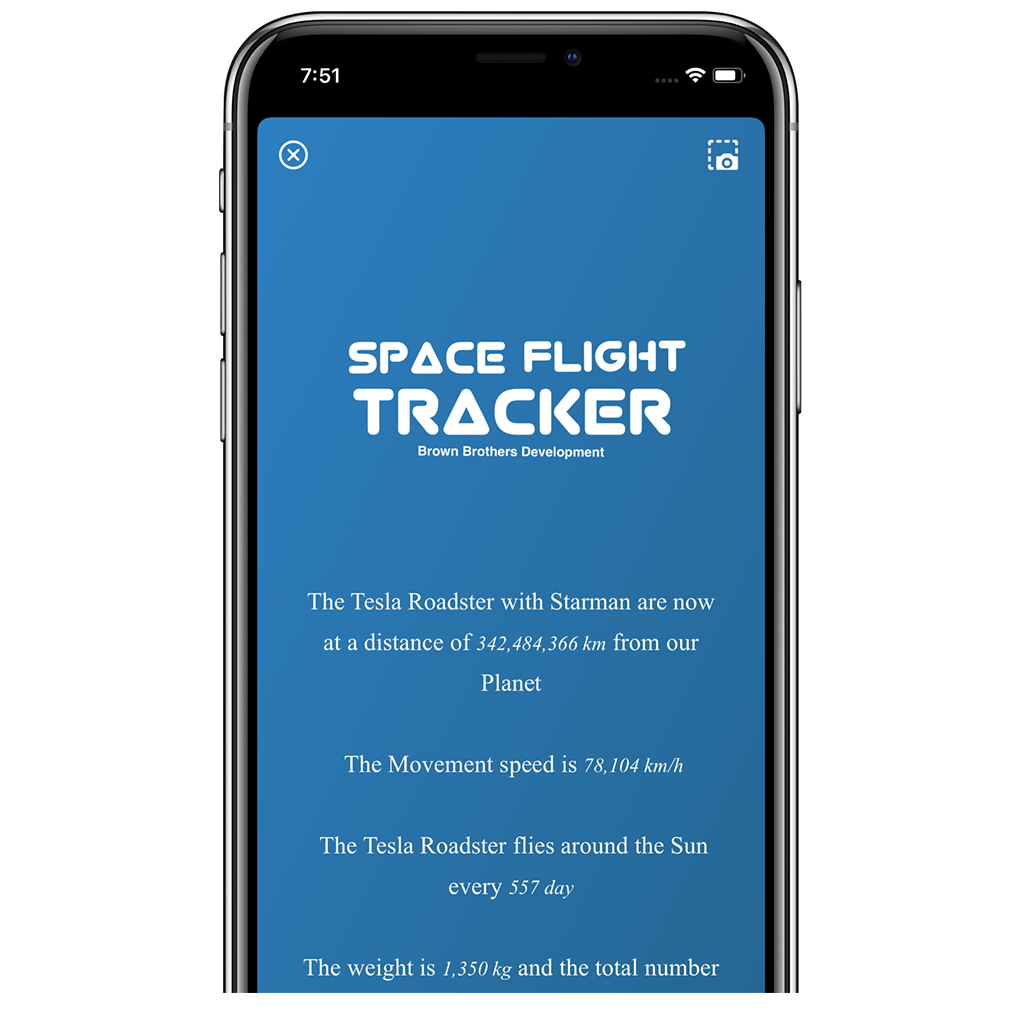 7:51
SPACE FLIGHT
TRACKER
Brown Brothers Development
The Tesla Roadster with Starman are now
at a distance of 342,484,366 km from our
Planet
The Movement speed is 78,104 km/h
The Tesla Roadster flies around the Sun
every 557 day
The weight is 1,350 kg and the total number